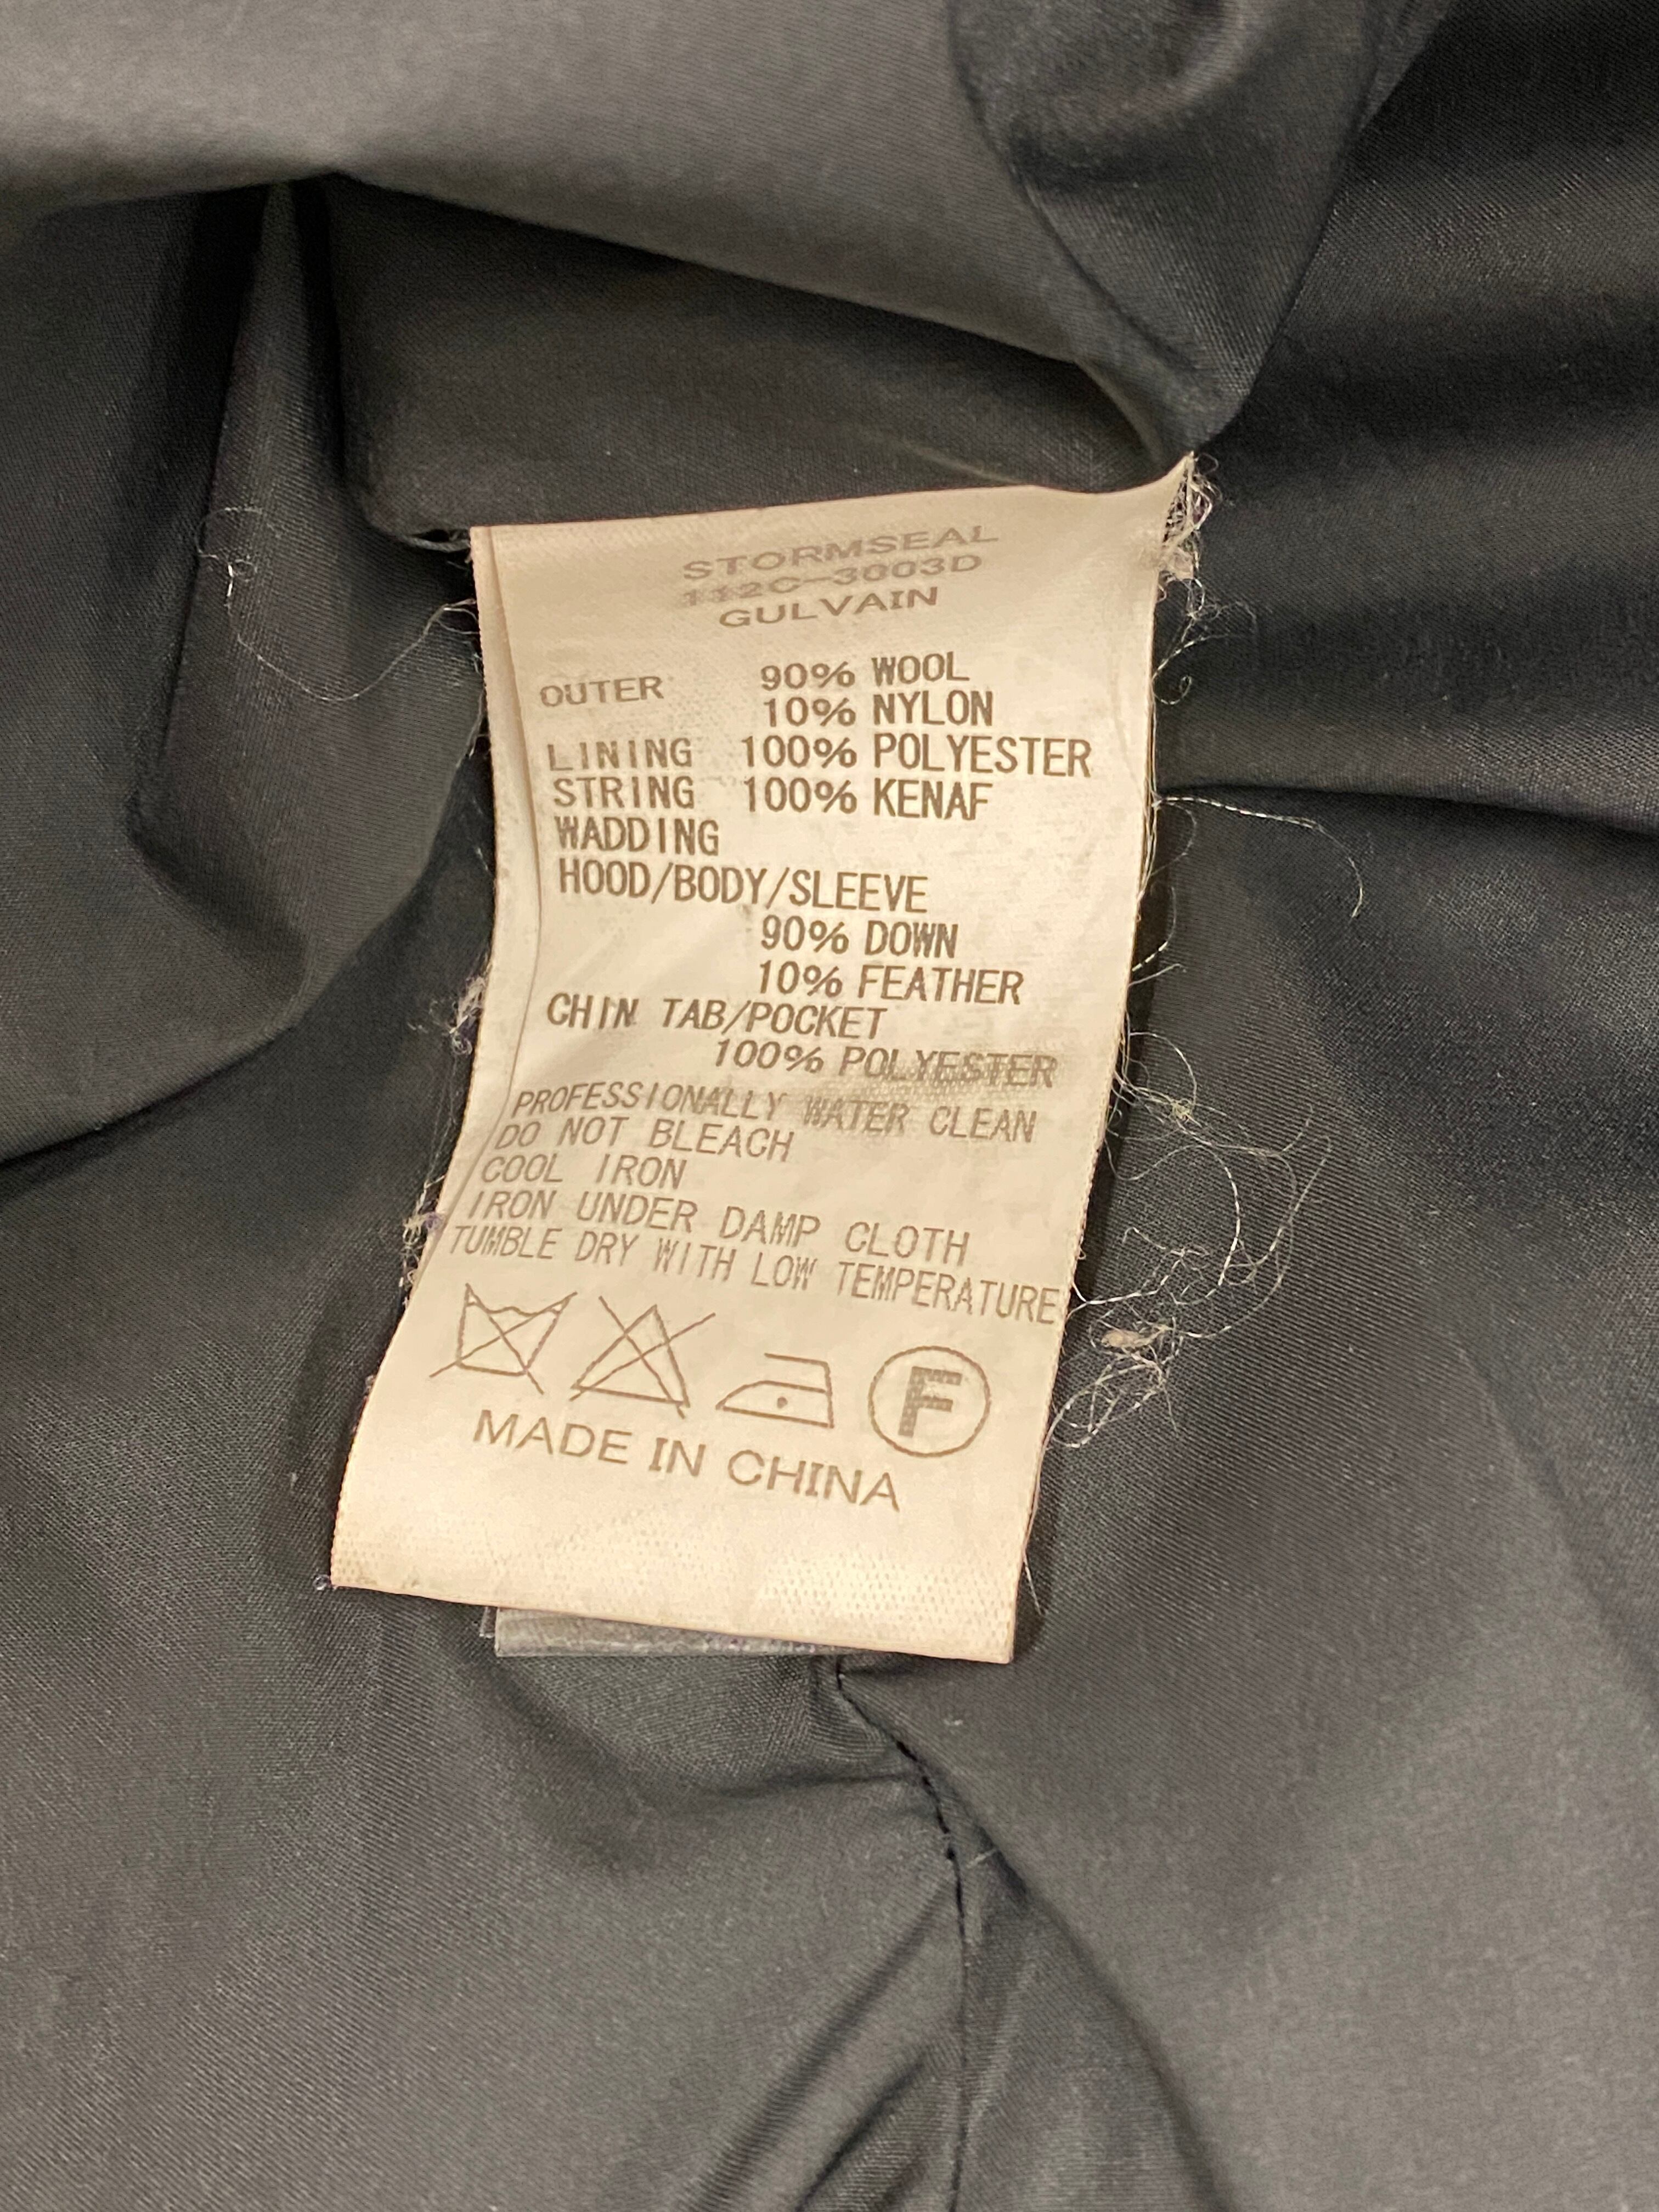 STORMSEAL
112C-3003D
GULVAIN
OUTER 90% WOOL
10% NYLON
LINING 100% POLYESTER
STRING 100% KENAF
WADDING
HOOD/BODY/SLEEVE
90% DOWN
10% FEATHER
CHIN TAB/POCKET
100% POLYESTER
PROFESSIONALLY WATER CLEAN
DO NOT BLEACH
COOL IRON
IRON UNDER DAMP CLOTH
TUMBLE DRY WITH LOW TEMPERATURE
F
MADE IN CHINA